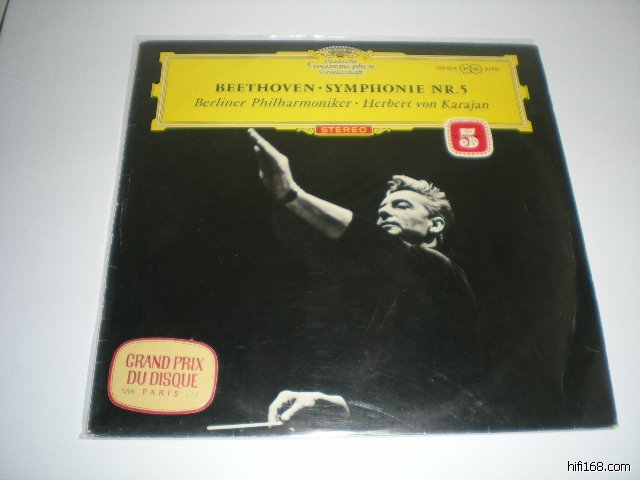 Deutsche
Grammophon
Gesellschaft
BEETHOVEN · SYMPHONIE NR. 5
Berliner Philharmoniker · Herbert von Karajan
STEREO
5
GRAND PRIX
DU DISQUE
PARIS
hifi168.com